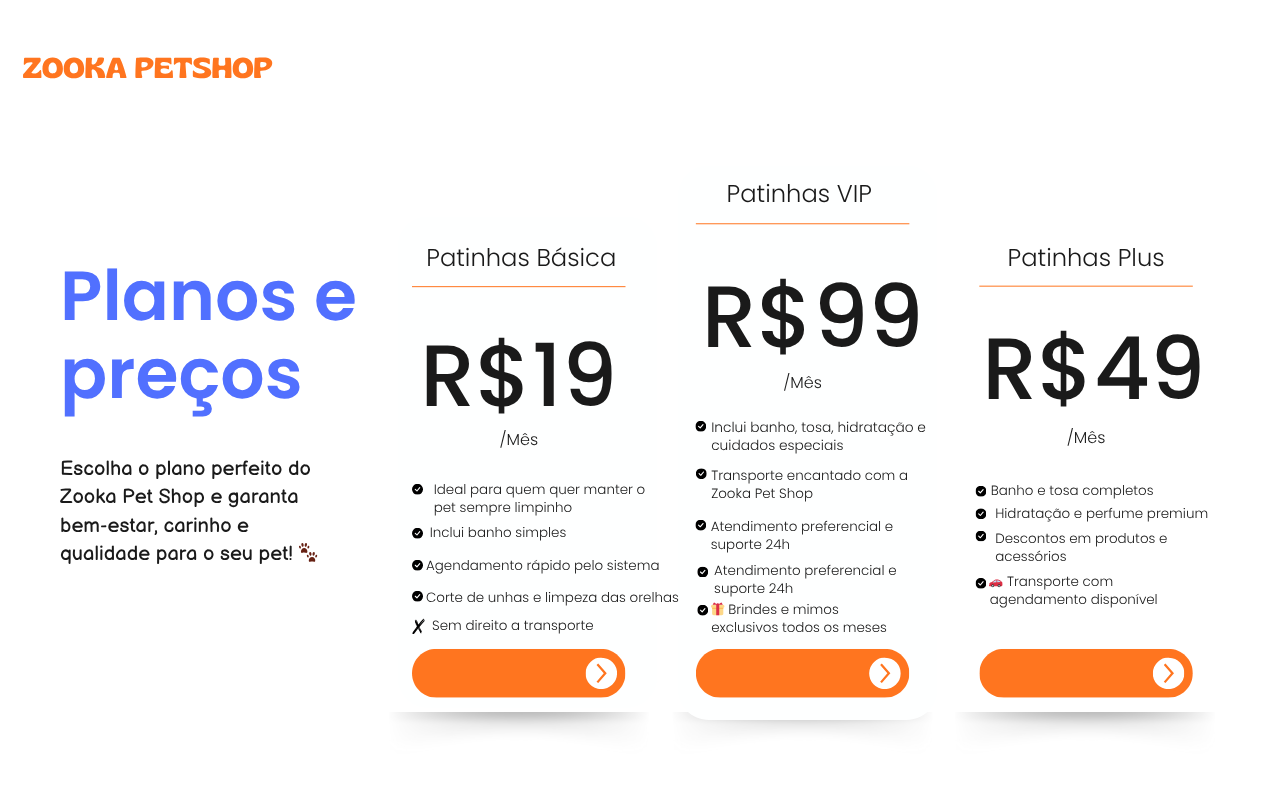 ZOOKA PETSHOP
Planos e
preços
Escolha o plano perfeito do
Zooka Pet Shop e garanta
bem-estar, carinho e
qualidade para o seu pet! 🐾
Patinhas Básica
R$19
/Mês
Ideal para quem quer manter o
pet sempre limpinho
Inclui banho simples
Agendamento rápido pelo sistema
Corte de unhas e limpeza das orelhas
✗ Sem direito a transporte
Patinhas VIP
R$99
/Mês
Inclui banho, tosa, hidratação e
cuidados especiais
Transporte encantado com a
Zooka Pet Shop
Atendimento preferencial e
suporte 24h
Atendimento preferencial e
suporte 24h
🎁 Brindes e mimos
exclusivos todos os meses
Patinhas Plus
R$49
/Mês
Banho e tosa completos
Hidratação e perfume premium
Descontos em produtos e
acessórios
🚗 Transporte com
agendamento disponível